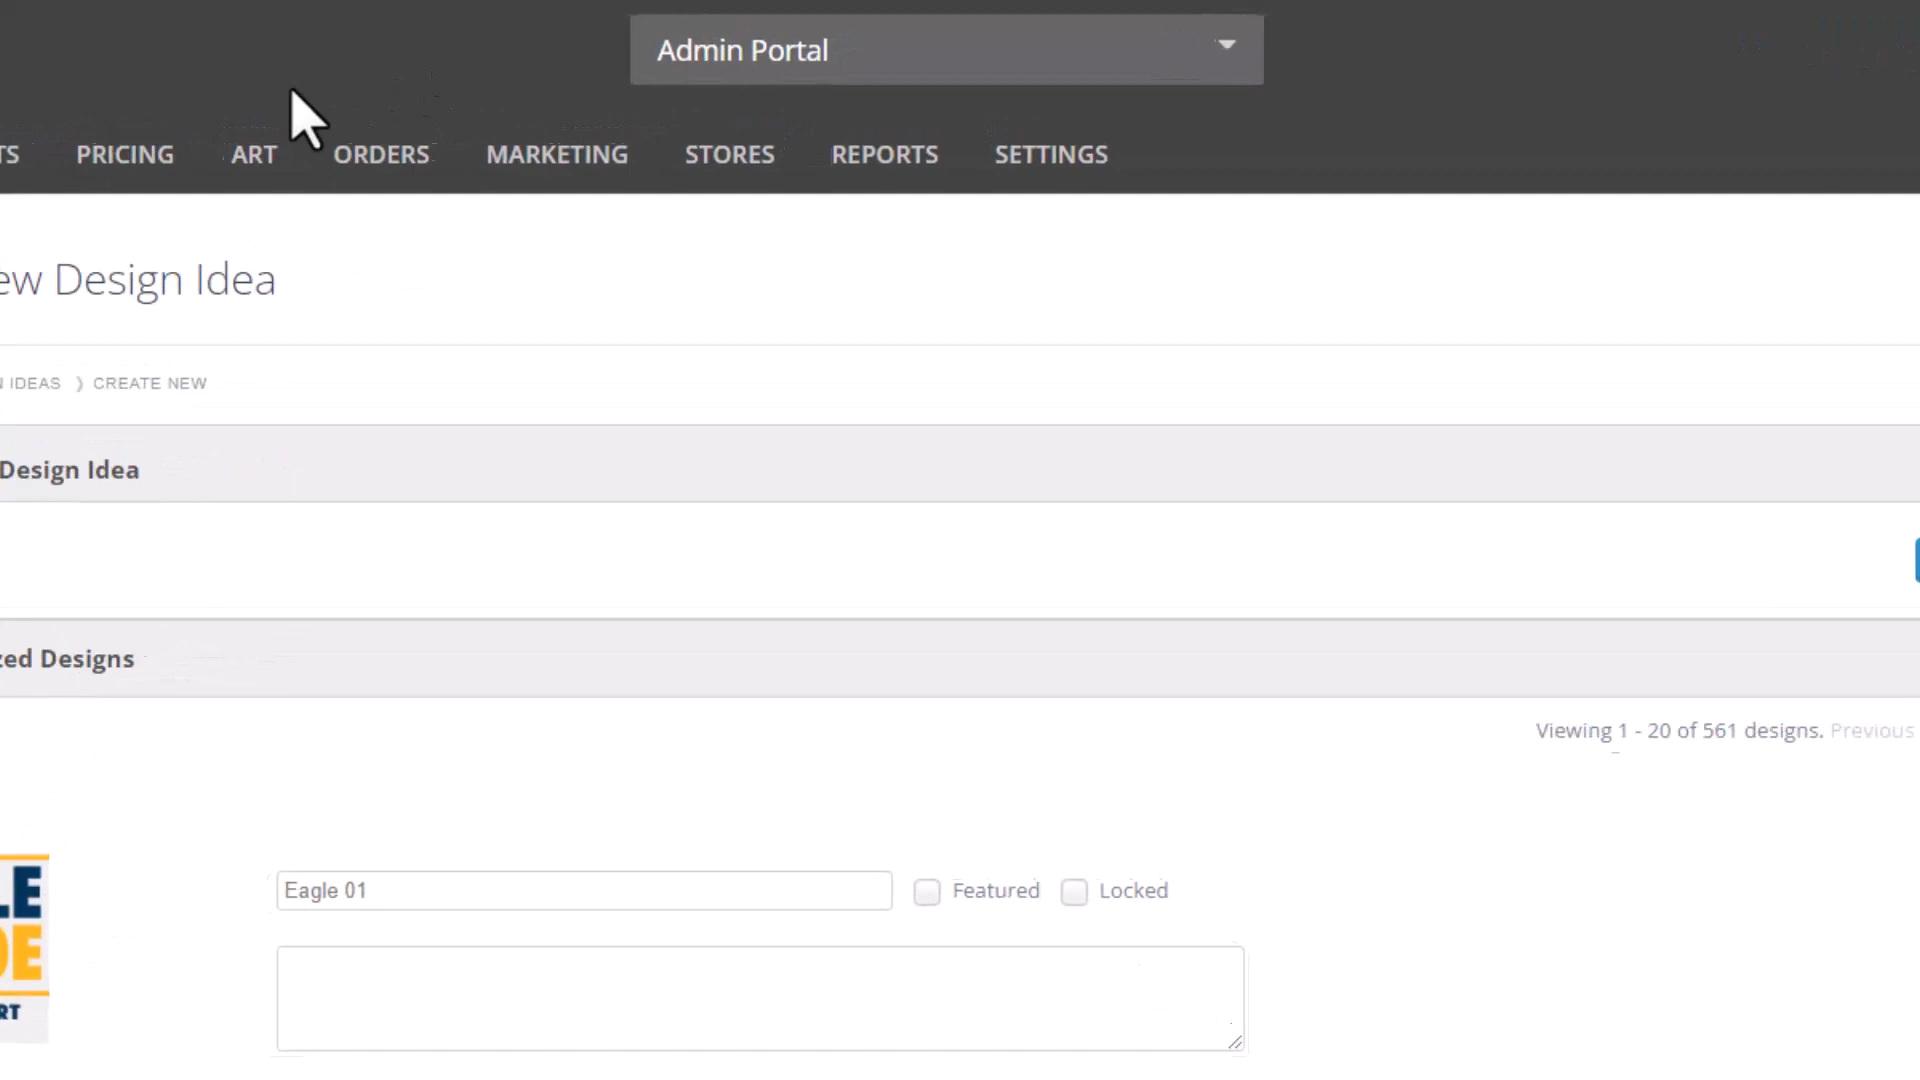 Admin Portal
TS PRICING ART ORDERS MARKETING STORES REPORTS SETTINGS
ew Design Idea
N IDEAS ❭ CREATE NEW
Design Idea
zed Designs
Viewing 1 - 20 of 561 designs. Previous
LE
DE
RT
Eagle 01 Featured Locked